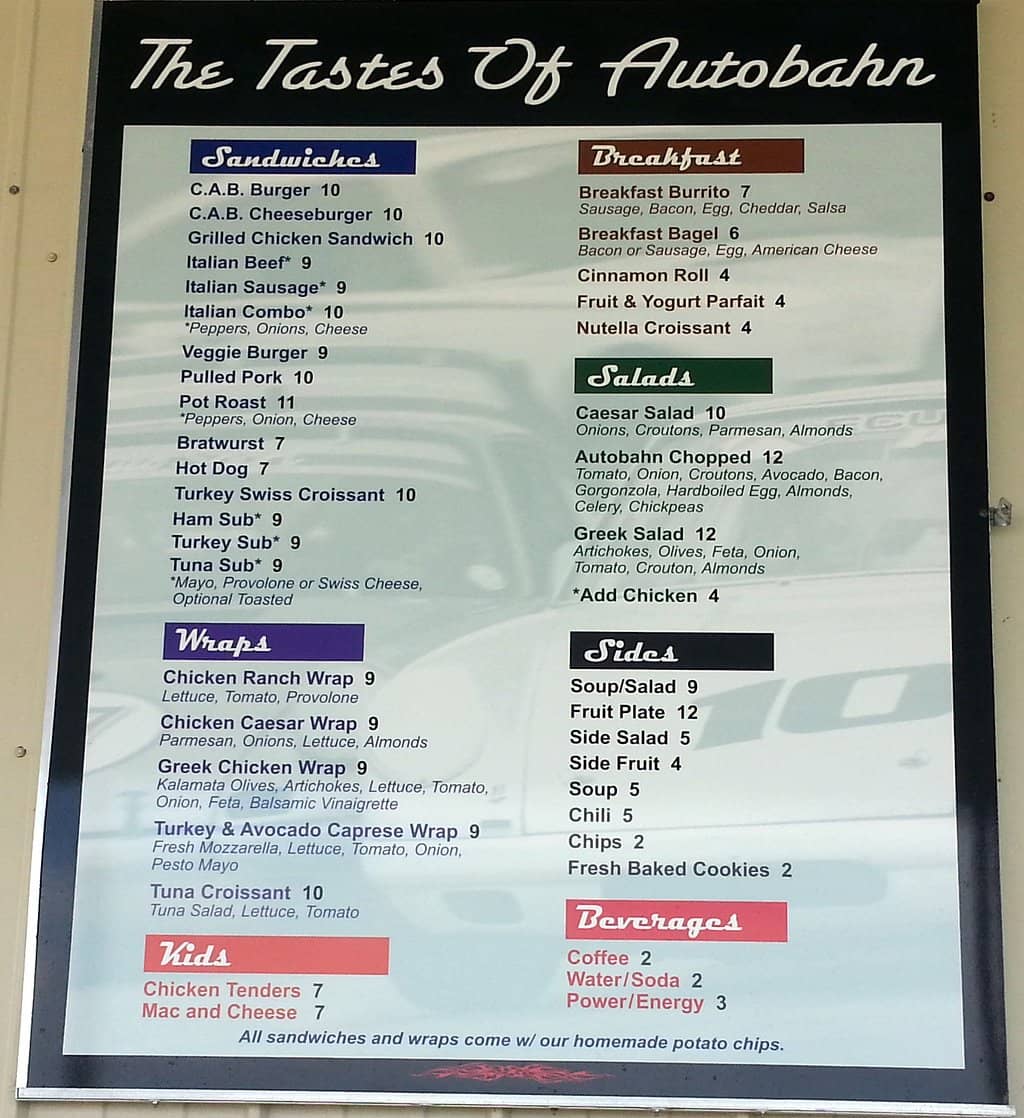 The Tastes Of Autobahn
Sandwiches
C.A.B. Burger 10
C.A.B. Cheeseburger 10
Grilled Chicken Sandwich 10
Italian Beef* 9
Italian Sausage* 9
Italian Combo* 10
*Peppers, Onions, Cheese
Veggie Burger 9
Pulled Pork 10
Pot Roast 11
*Peppers, Onion, Cheese
Bratwurst 7
Hot Dog 7
Turkey Swiss Croissant 10
Ham Sub* 9
Turkey Sub* 9
Tuna Sub* 9
*Mayo, Provolone or Swiss Cheese,
Optional Toasted
Wraps
Chicken Ranch Wrap 9
Lettuce, Tomato, Provolone
Chicken Caesar Wrap 9
Parmesan, Onions, Lettuce, Almonds
Greek Chicken Wrap 9
Kalamata Olives, Artichokes, Lettuce, Tomato,
Onion, Feta, Balsamic Vinaigrette
Turkey & Avocado Caprese Wrap 9
Fresh Mozzarella, Lettuce, Tomato, Onion,
Pesto Mayo
Tuna Croissant 10
Tuna Salad, Lettuce, Tomato
Kids
Chicken Tenders 7
Mac and Cheese 7
Breakfast
Breakfast Burrito 7
Sausage, Bacon, Egg, Cheddar, Salsa
Breakfast Bagel 6
Bacon or Sausage, Egg, American Cheese
Cinnamon Roll 4
Fruit & Yogurt Parfait 4
Nutella Croissant 4
Salads
Caesar Salad 10
Onions, Croutons, Parmesan, Almonds
Autobahn Chopped 12
Tomato, Onion, Croutons, Avocado, Bacon,
Gorgonzola, Hardboiled Egg, Almonds,
Celery, Chickpeas
Greek Salad 12
Artichokes, Olives, Feta, Onion,
Tomato, Crouton, Almonds
*Add Chicken 4
Sides
Soup/Salad 9
Fruit Plate 12
Side Salad 5
Side Fruit 4
Soup 5
Chili 5
Chips 2
Fresh Baked Cookies 2
Beverages
Coffee 2
Water/Soda 2
Power/Energy 3
All sandwiches and wraps come w/ our homemade potato chips.
10